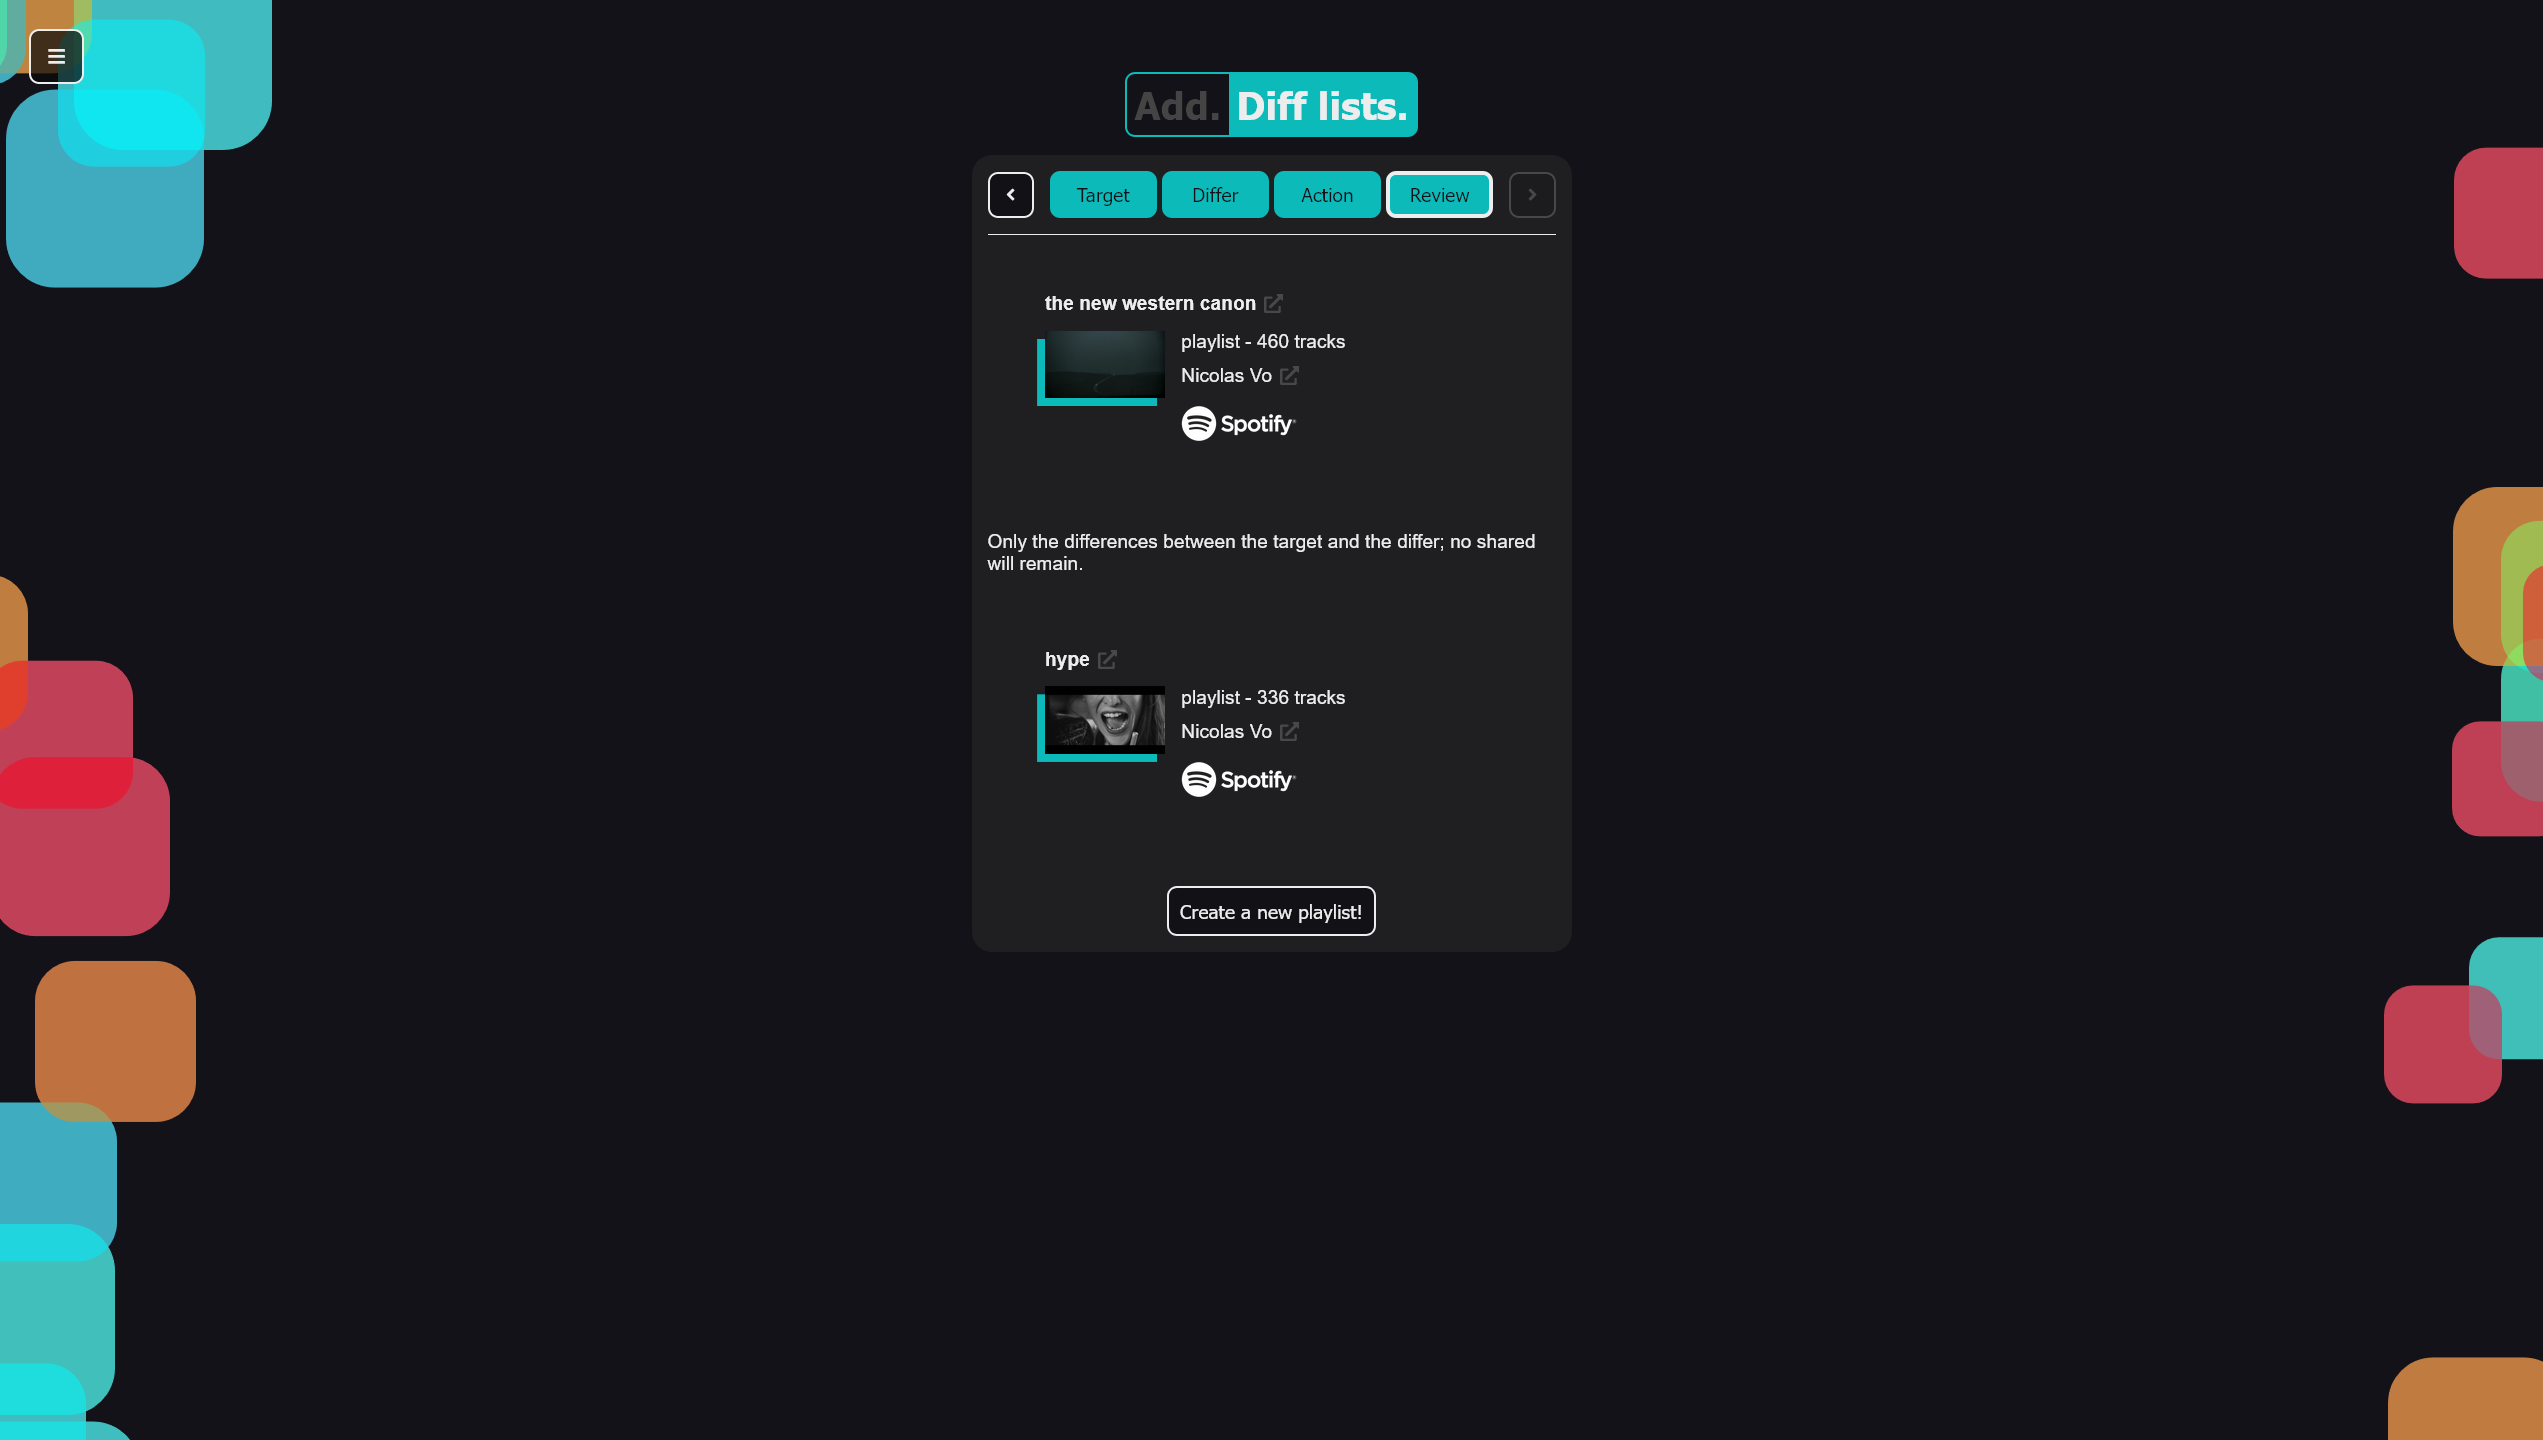 Add. Diff lists.
Target Differ Action Review
the new western canon
playlist - 460 tracks
Nicolas Vo
Spotify
Only the differences between the target and the differ; no shared
will remain.
hype
playlist - 336 tracks
Nicolas Vo
Spotify
Create a new playlist!